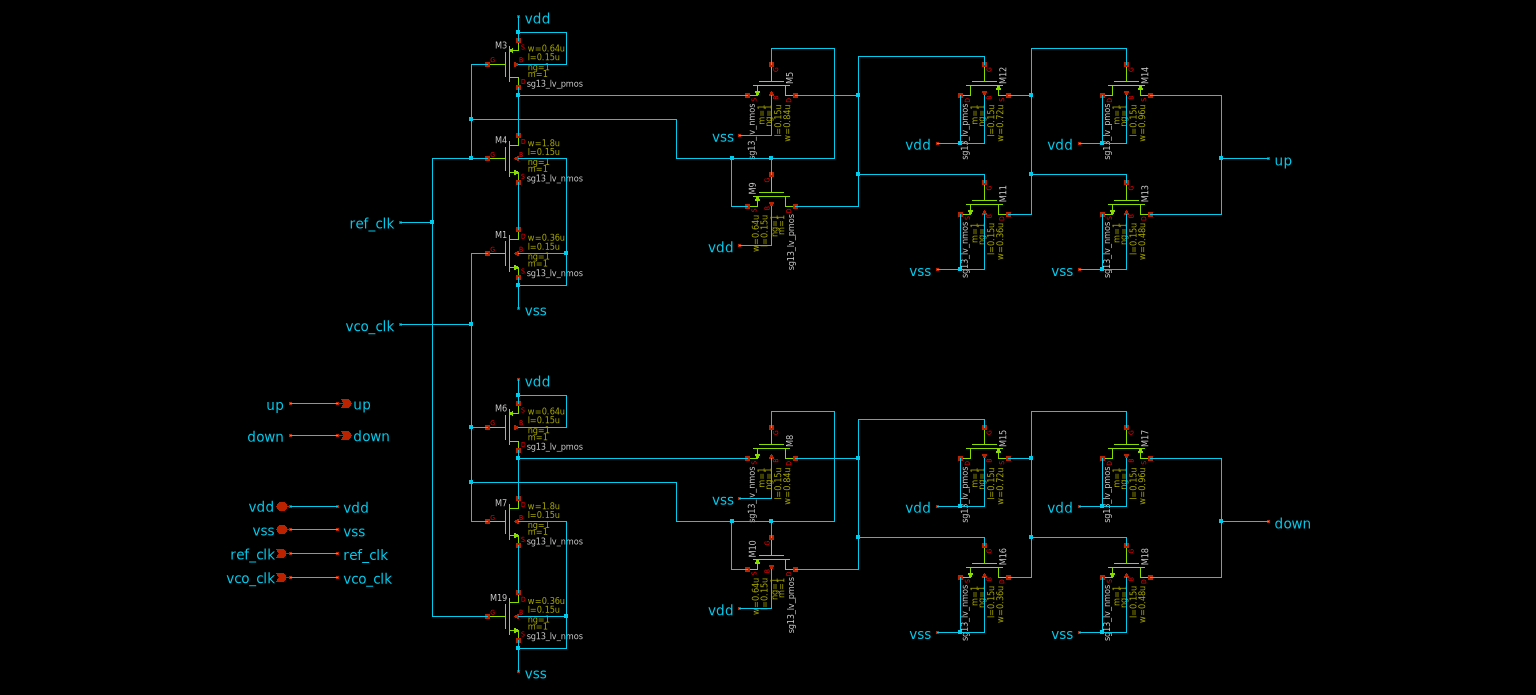 vdd
M3
w=0.64u
l=0.15u
ng=1
m=1
sg13_lv_pmos
M4
w=1.8u
l=0.15u
ng=1
m=1
sg13_lv_nmos
M1
w=0.36u
l=0.15u
ng=1
m=1
sg13_lv_nmos
vss
ref_clk
vco_clk
M5
sg13_lv_nmos
m=1
ng=1
l=0.15u
w=0.84u
vss
M9
w=0.64u
l=0.15u
ng=1
m=1
sg13_lv_pmos
vdd
M12
sg13_lv_pmos
m=1
ng=1
l=0.15u
w=0.72u
vdd
M11
sg13_lv_nmos
m=1
ng=1
l=0.15u
w=0.36u
vss
M14
sg13_lv_pmos
m=1
ng=1
l=0.15u
w=0.96u
vdd
M13
sg13_lv_nmos
m=1
ng=1
l=0.15u
w=0.48u
vss
up
vdd
M6
w=0.64u
l=0.15u
ng=1
m=1
sg13_lv_pmos
M7
w=1.8u
l=0.15u
ng=1
m=1
sg13_lv_nmos
M19
w=0.36u
l=0.15u
ng=1
m=1
sg13_lv_nmos
vss
M8
sg13_lv_nmos
m=1
ng=1
l=0.15u
w=0.84u
vss
M10
w=0.64u
l=0.15u
ng=1
m=1
sg13_lv_pmos
vdd
M15
sg13_lv_pmos
m=1
ng=1
l=0.15u
w=0.72u
vdd
M16
sg13_lv_nmos
m=1
ng=1
l=0.15u
w=0.36u
vss
M17
sg13_lv_pmos
m=1
ng=1
l=0.15u
w=0.96u
vdd
M18
sg13_lv_nmos
m=1
ng=1
l=0.15u
w=0.48u
vss
down
up up
down down
vdd vdd
vss vss
ref_clk ref_clk
vco_clk vco_clk